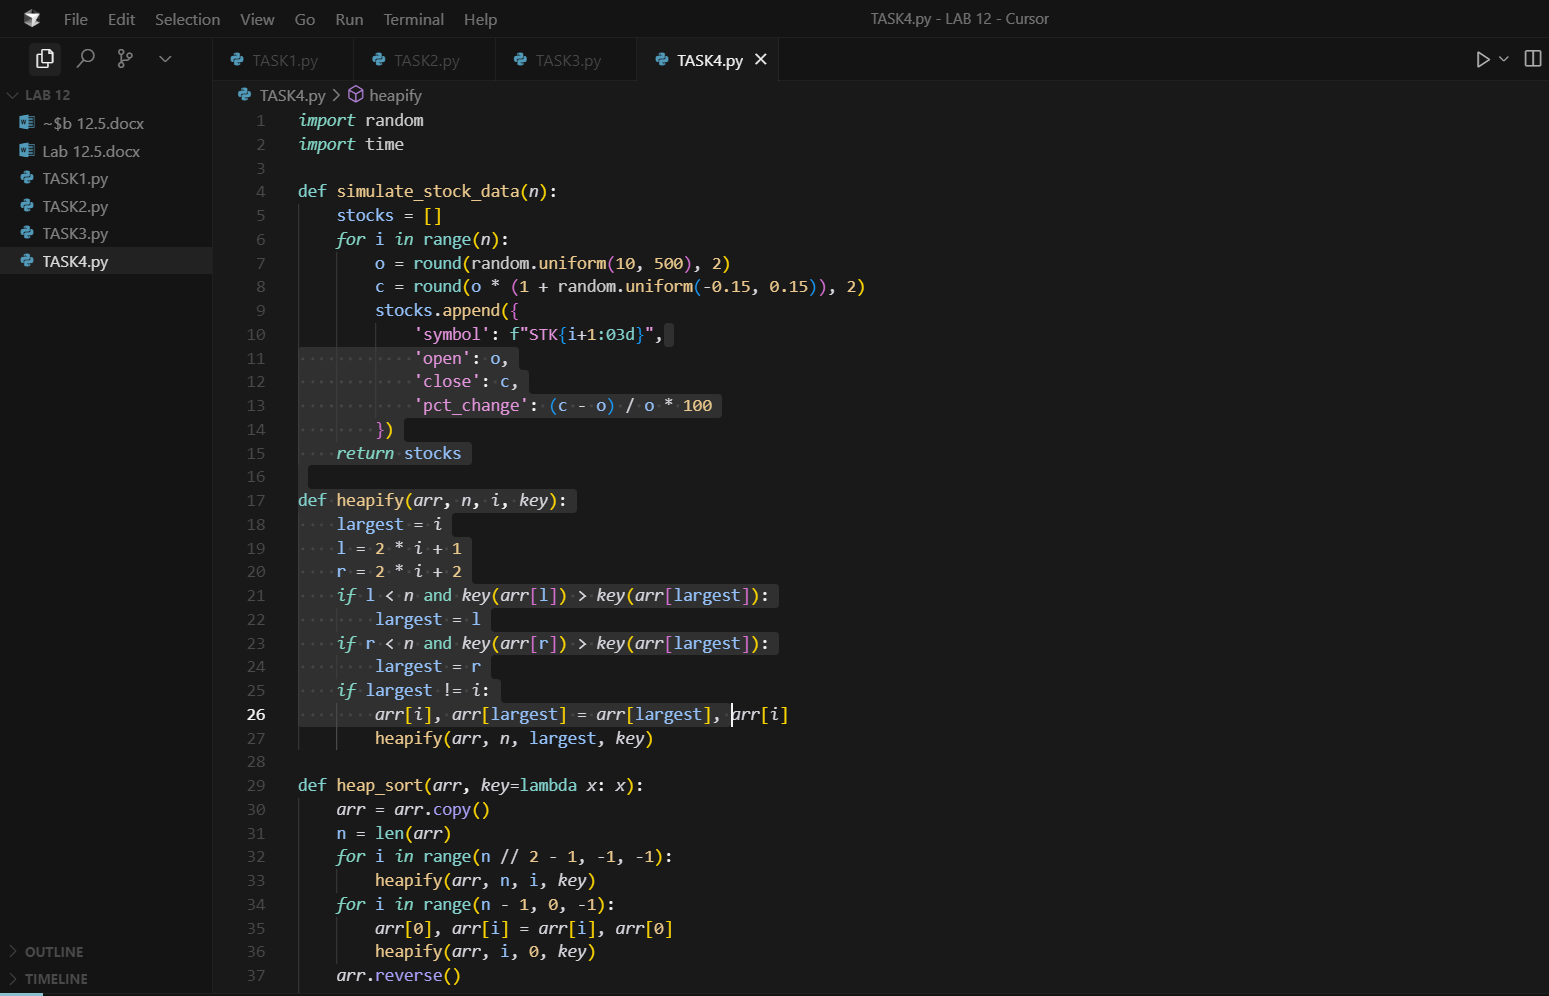 File Edit Selection View Go Run Terminal Help
TASK4.py - LAB 12 - Cursor
TASK1.py TASK2.py TASK3.py TASK4.py
LAB 12
~$b 12.5.docx
Lab 12.5.docx
TASK1.py
TASK2.py
TASK3.py
TASK4.py
OUTLINE
TIMELINE
TASK4.py > heapify
1 import random
2 import time
3
4 def simulate_stock_data(n):
5     stocks = []
6     for i in range(n):
7         o = round(random.uniform(10, 500), 2)
8         c = round(o * (1 + random.uniform(-0.15, 0.15)), 2)
9         stocks.append({
10             'symbol': f"STK{i+1:03d}",
11             'open': o,
12             'close': c,
13             'pct_change': (c - o) / o * 100
14         })
15     return stocks
16
17 def heapify(arr, n, i, key):
18     largest = i
19     l = 2 * i + 1
20     r = 2 * i + 2
21     if l < n and key(arr[l]) > key(arr[largest]):
22         largest = l
23     if r < n and key(arr[r]) > key(arr[largest]):
24         largest = r
25     if largest != i:
26         arr[i], arr[largest] = arr[largest], arr[i]
27         heapify(arr, n, largest, key)
28
29 def heap_sort(arr, key=lambda x: x):
30     arr = arr.copy()
31     n = len(arr)
32     for i in range(n // 2 - 1, -1, -1):
33         heapify(arr, n, i, key)
34     for i in range(n - 1, 0, -1):
35         arr[0], arr[i] = arr[i], arr[0]
36         heapify(arr, i, 0, key)
37     arr.reverse()